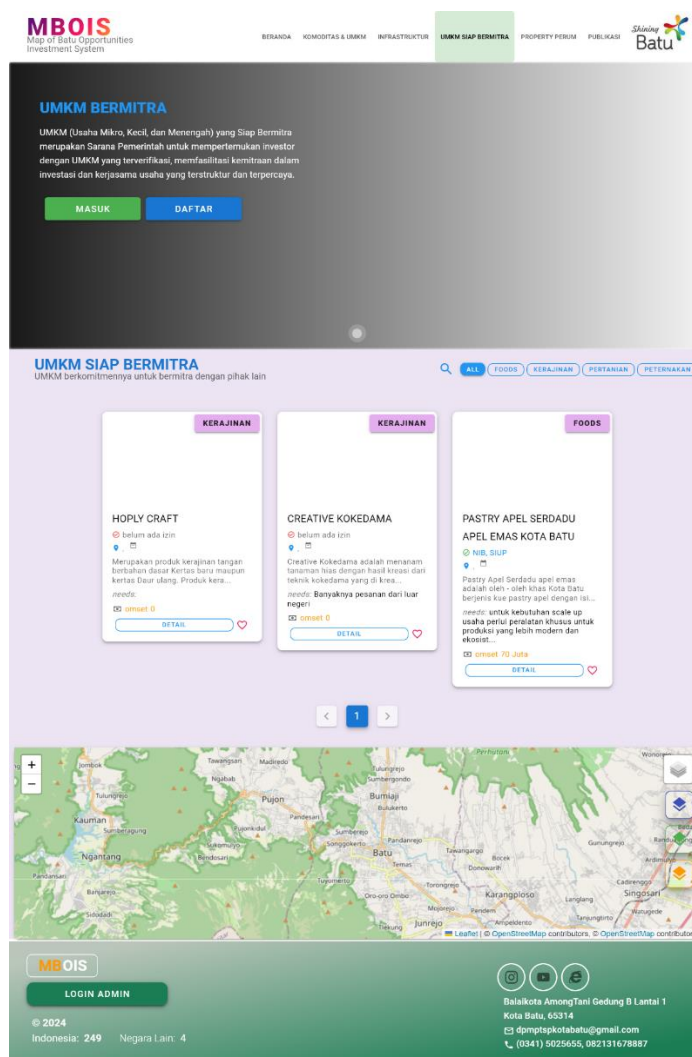 MBOIS
Map of Batu Opportunities
Investment System
BERANDA KOMODITAS & UMKM INFRASTRUKTUR UMKM SIAP BERMITRA PROPERTY PERUM PUBLIKASI
Shining
Batu
UMKM BERMITRA
UMKM (Usaha Mikro, Kecil, dan Menengah) yang Siap Bermitra
merupakan Sarana Pemerintah untuk mempertemukan investor
dengan UMKM yang terverifikasi, memfasilitasi kemitraan dalam
investasi dan kerjasama usaha yang terstruktur dan terpercaya.
MASUK DAFTAR
UMKM SIAP BERMITRA
UMKM berkomitmennya untuk bermitra dengan pihak lain
ALL FOODS KERAJINAN PERTANIAN PETERNAKAN
KERAJINAN
HOPLY CRAFT
belum ada izin
Merupakan produk kerajinan tangan
berbahan dasar Kertas baru maupun
kertas Daur ulang. Produk kera...
needs:
omset 0
DETAIL
KERAJINAN
CREATIVE KOKEDAMA
belum ada izin
Creative Kokedama adalah menanam
tanaman hias dengan hasil kreasi dari
teknik kokedama yang di krea...
needs: Banyaknya pesanan dari luar
negeri
omset 0
DETAIL
FOODS
PASTRY APEL SERDADU
APEL EMAS KOTA BATU
NIB, SIUP
Pastry Apel Serdadu apel emas
adalah oleh - oleh khas Kota Batu
berjenis kue pastry apel dengan isi...
needs: untuk kebutuhan scale up
usaha perlul peralatan khusus untuk
produksi yang lebih modern dan
ekosist...
omset 70 Juta
DETAIL
< 1 >
+
−
Jombok
Tawangsari
Madiredo
Ngabab
Tulungrejo
Sumbergondo
Perhutani
Tulungrejo
Pujon
Bumiaji
Bulukerto
Kauman
Sumberagung
Pandesari
Pujonkidul
Sumberejo
Songgokerto
Pandanrejo
Gunungrejo
Sukomulyo
Ngantang
Bendosari
Batu
Temas
Tawangargo
Bocek
Donowarih
Pandansari
Tuyomerto
Torongrejo
Cadirenggo
Banjarejo
Oro-oro Ombo
Karangploso
Langlang
Singosari
Sidodadi
Mojorejo
Pendem
Ampeldento
Tanjungtirto
Watugede
Tlekung
Junrejo
Leaflet | © OpenStreetMap contributors, © OpenStreetMap contributors
MBOIS
LOGIN ADMIN
© 2024
Indonesia: 249 Negara Lain: 4
Balaikota AmongTani Gedung B Lantai 1
Kota Batu, 65314
dpmptspkotabatu@gmail.com
(0341) 5025655, 082131678887